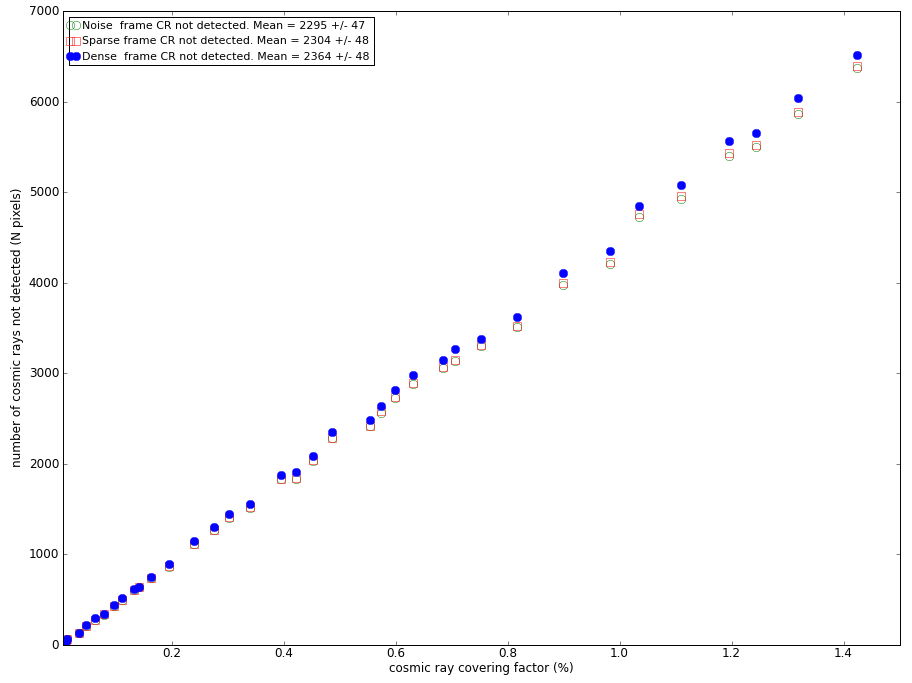 7000
6000
5000
4000
3000
2000
1000
0
number of cosmic rays not detected (N pixels)
Noise  frame CR not detected. Mean = 2295 +/- 47
Sparse frame CR not detected. Mean = 2304 +/- 48
Dense  frame CR not detected. Mean = 2364 +/- 48
0.2 0.4 0.6 0.8 1.0 1.2 1.4
cosmic ray covering factor (%)